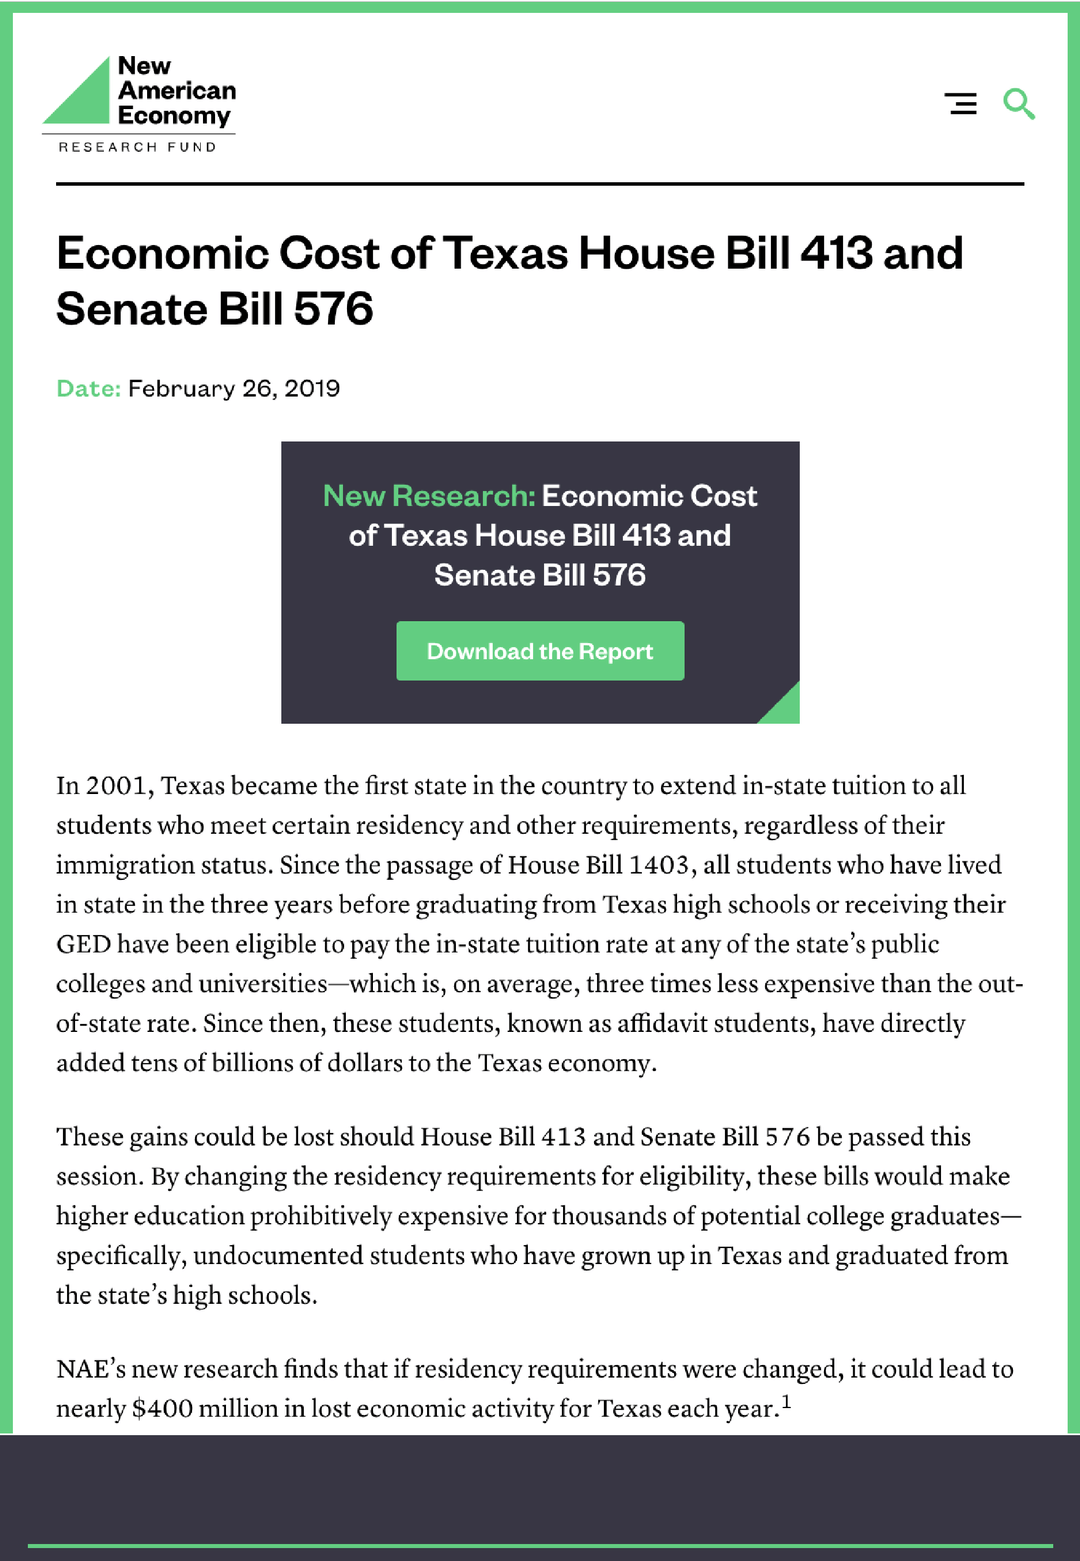 New
American
Economy
RESEARCH FUND
Economic Cost of Texas House Bill 413 and
Senate Bill 576
Date: February 26, 2019
New Research: Economic Cost
of Texas House Bill 413 and
Senate Bill 576
Download the Report
In 2001, Texas became the first state in the country to extend in-state tuition to all
students who meet certain residency and other requirements, regardless of their
immigration status. Since the passage of House Bill 1403, all students who have lived
in state in the three years before graduating from Texas high schools or receiving their
GED have been eligible to pay the in-state tuition rate at any of the state’s public
colleges and universities—which is, on average, three times less expensive than the out-
of-state rate. Since then, these students, known as affidavit students, have directly
added tens of billions of dollars to the Texas economy.
These gains could be lost should House Bill 413 and Senate Bill 576 be passed this
session. By changing the residency requirements for eligibility, these bills would make
higher education prohibitively expensive for thousands of potential college graduates—
specifically, undocumented students who have grown up in Texas and graduated from
the state’s high schools.
NAE’s new research finds that if residency requirements were changed, it could lead to
nearly $400 million in lost economic activity for Texas each year.1